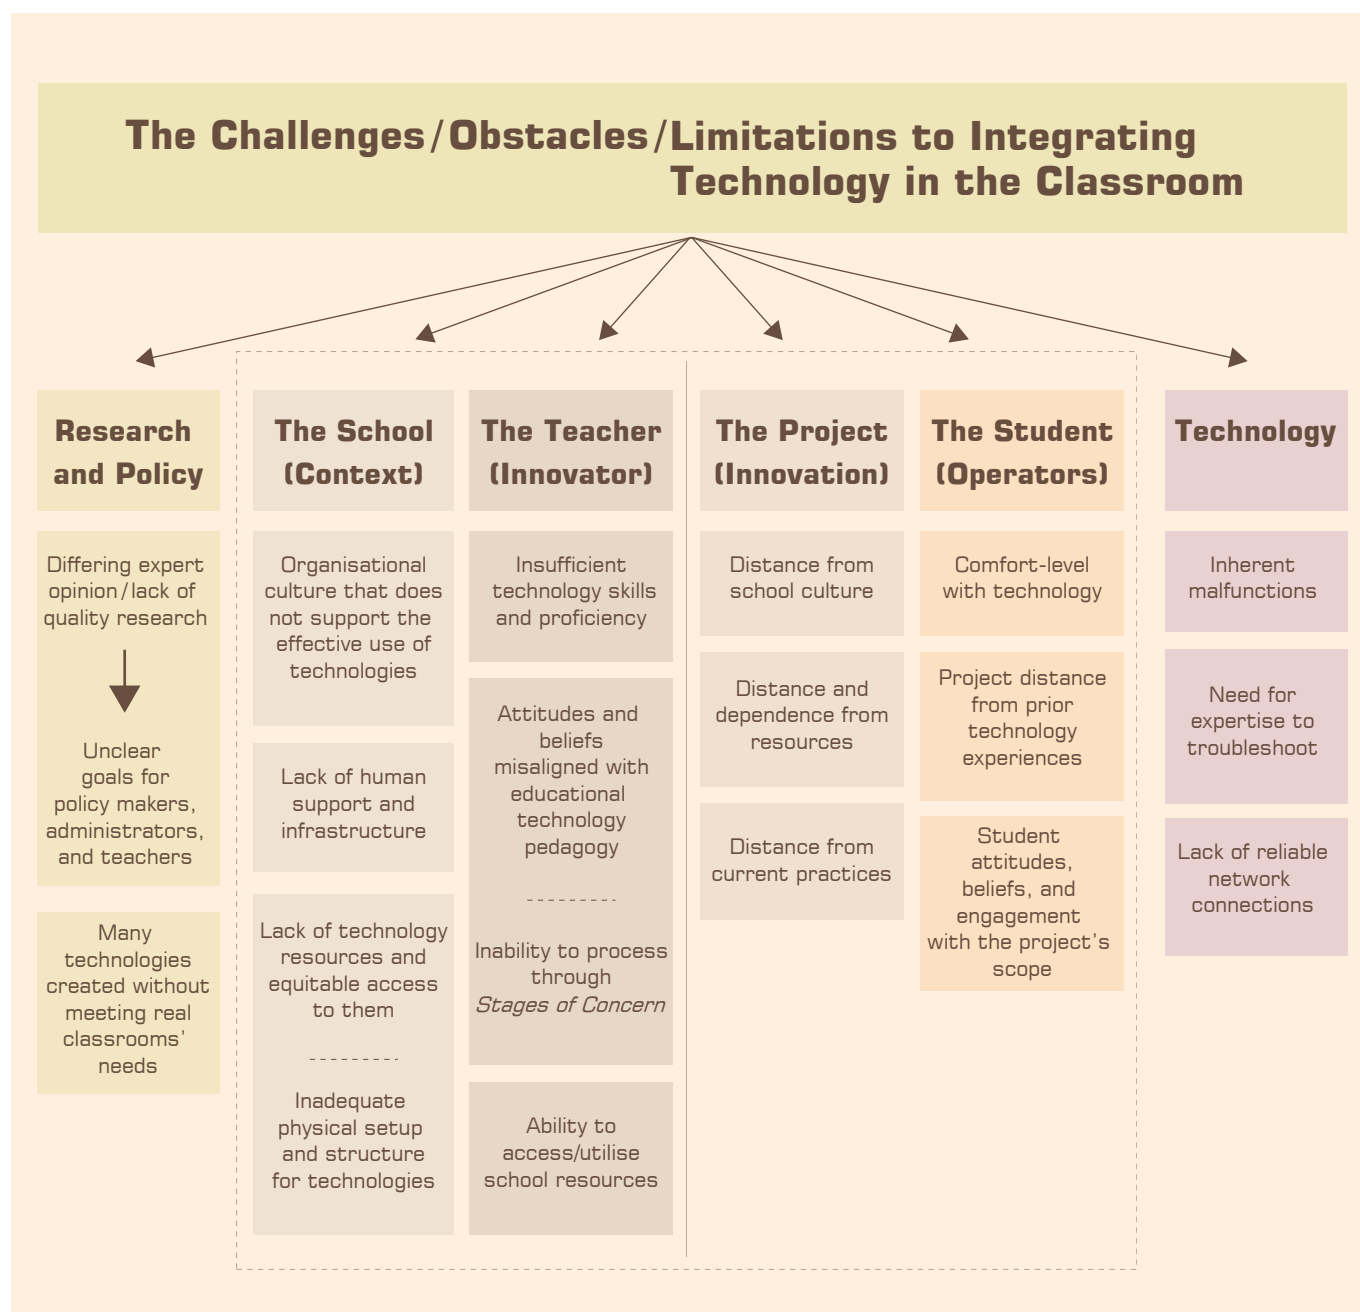 The Challenges/Obstacles/Limitations to Integrating
Technology in the Classroom
Research
and Policy
Differing expert
opinion/lack of
quality research
Unclear
goals for
policy makers,
administrators,
and teachers
Many
technologies
created without
meeting real
classrooms’
needs
The School
(Context)
Organisational
culture that does
not support the
effective use of
technologies
Lack of human
support and
infrastructure
Lack of technology
resources and
equitable access
to them
Inadequate
physical setup
and structure
for technologies
The Teacher
(Innovator)
Insufficient
technology skills
and proficiency
Attitudes and
beliefs
misaligned with
educational
technology
pedagogy
Inability to process
through
Stages of Concern
Ability to
access/utilise
school resources
The Project
(Innovation)
Distance from
school culture
Distance and
dependence from
resources
Distance from
current practices
The Student
(Operators)
Comfort-level
with technology
Project distance
from prior
technology
experiences
Student
attitudes,
beliefs, and
engagement
with the project’s
scope
Technology
Inherent
malfunctions
Need for
expertise to
troubleshoot
Lack of reliable
network
connections